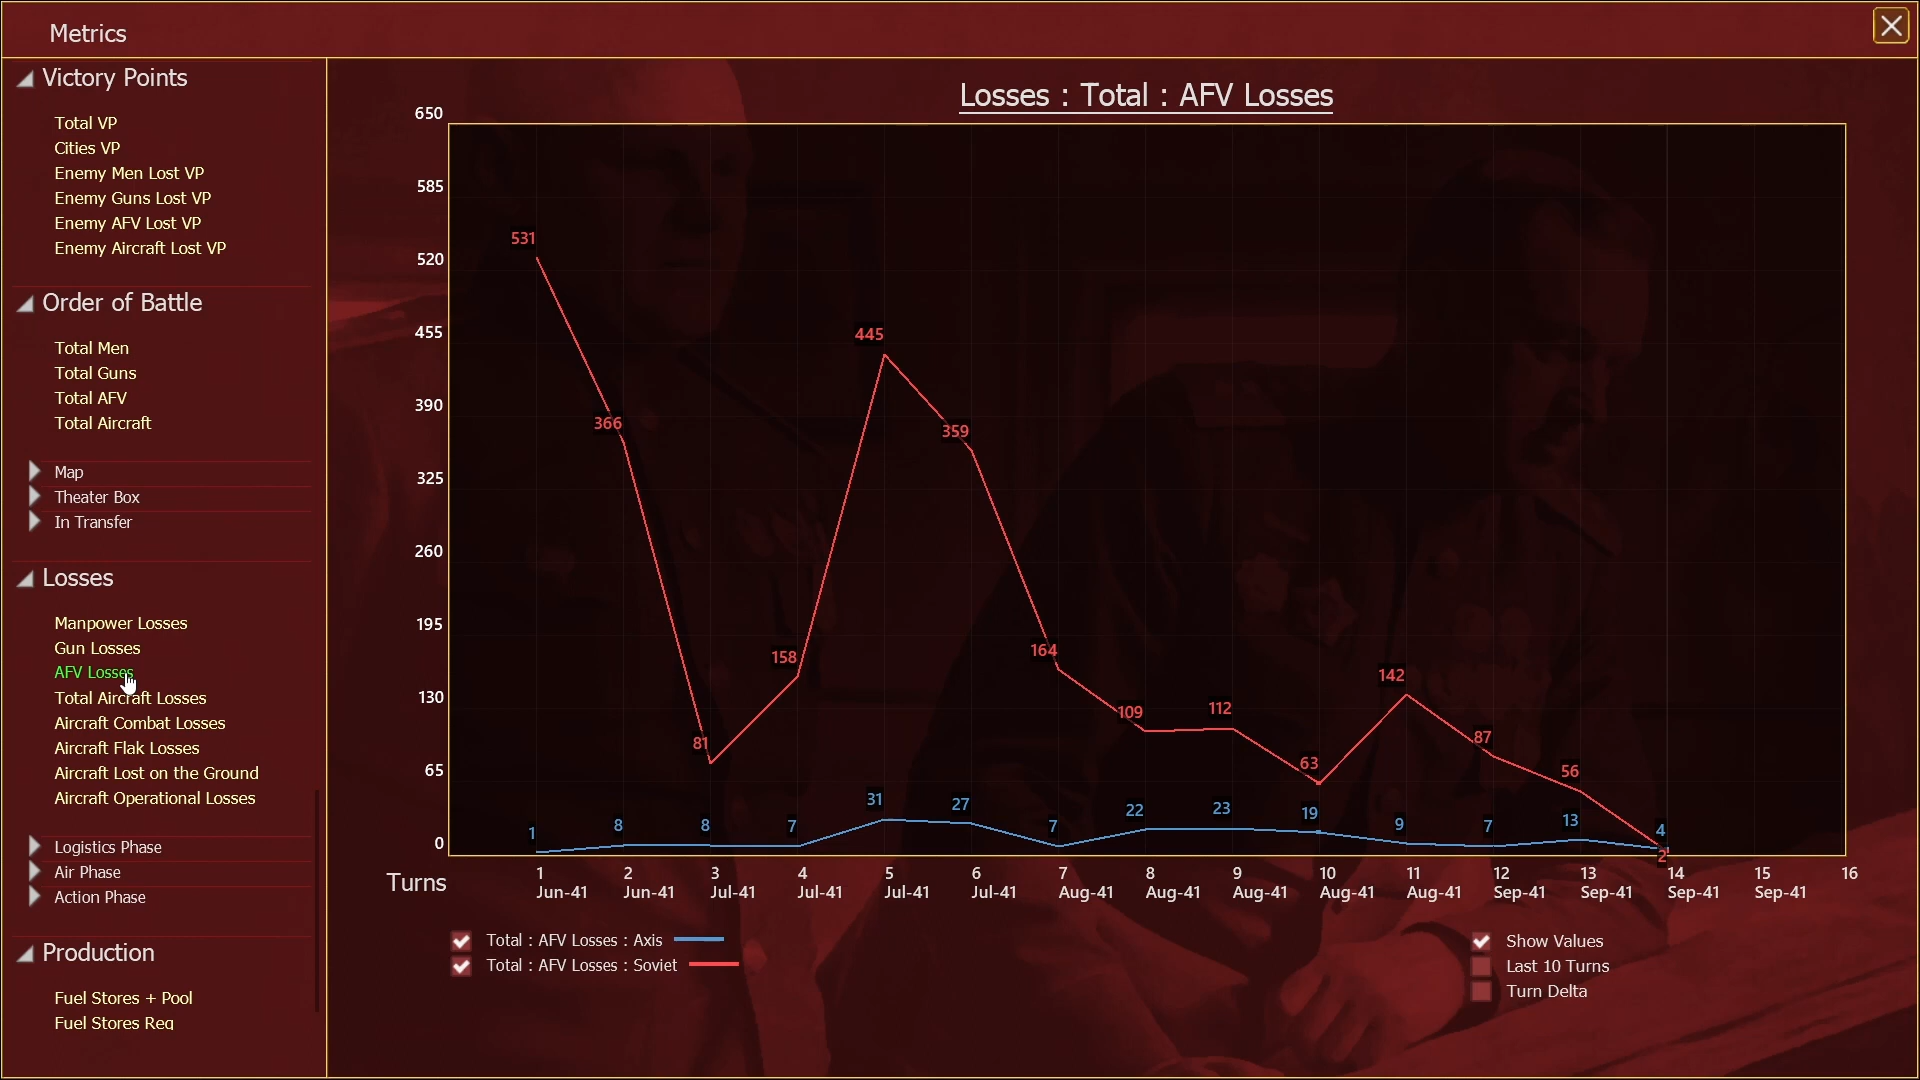 Metrics
Victory Points
Total VP
Cities VP
Enemy Men Lost VP
Enemy Guns Lost VP
Enemy AFV Lost VP
Enemy Aircraft Lost VP
Order of Battle
Total Men
Total Guns
Total AFV
Total Aircraft
Map
Theater Box
In Transfer
Losses
Manpower Losses
Gun Losses
AFV Losses
Total Aircraft Losses
Aircraft Combat Losses
Aircraft Flak Losses
Aircraft Lost on the Ground
Aircraft Operational Losses
Logistics Phase
Air Phase
Action Phase
Production
Fuel Stores + Pool
Fuel Stores Req
Losses : Total : AFV Losses
650
585
520
455
390
325
260
195
130
65
0
531
366
81
158
445
359
164
109
112
63
142
87
56
2
1
8
8
7
31
27
7
22
23
19
9
7
13
4
Turns
1 2 3 4 5 6 7 8 9 10 11 12 13 14 15 16
Jun-41 Jun-41 Jul-41 Jul-41 Jul-41 Jul-41 Aug-41 Aug-41 Aug-41 Aug-41 Aug-41 Sep-41 Sep-41 Sep-41 Sep-41
Total : AFV Losses : Axis
Total : AFV Losses : Soviet
Show Values
Last 10 Turns
Turn Delta